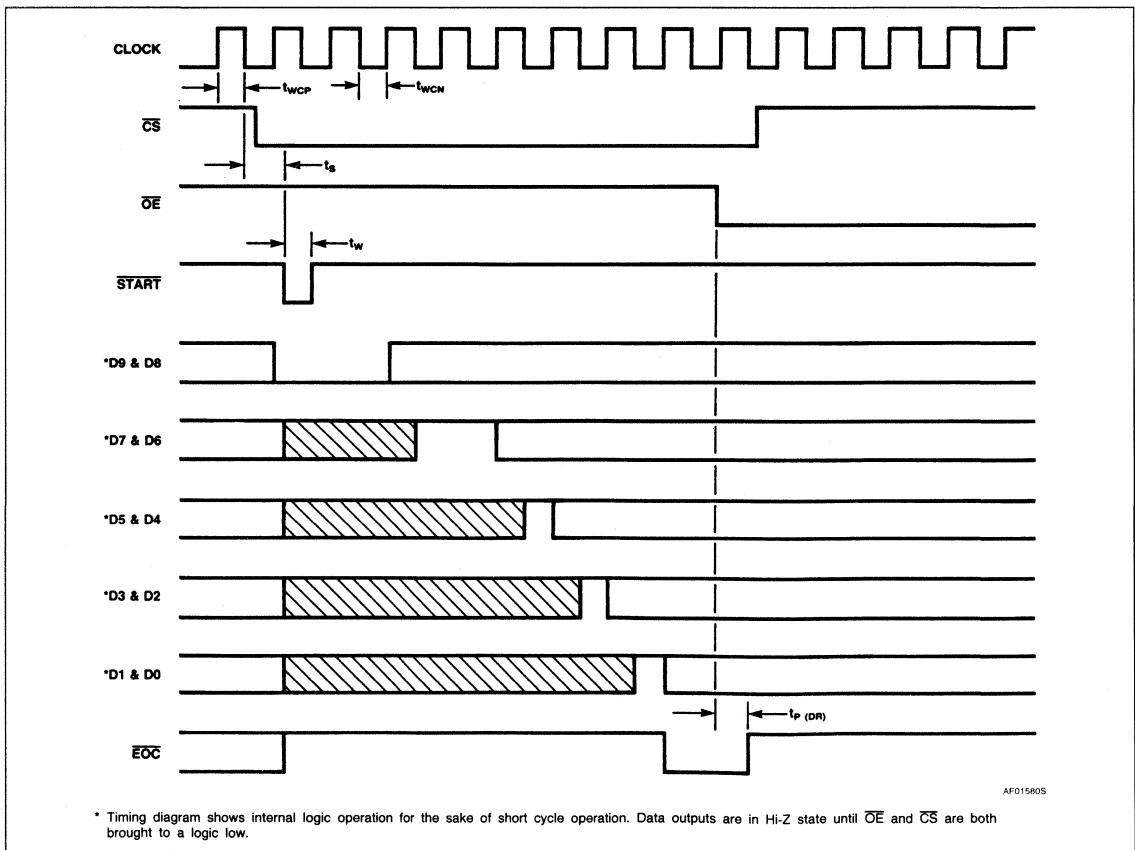 CLOCK
tWCP
tWCN
CS
tS
OE
tW
START
*D9 & D8
*D7 & D6
*D5 & D4
*D3 & D2
*D1 & D0
tP (DR)
EOC
AF01580S
* Timing diagram shows internal logic operation for the sake of short cycle operation. Data outputs are in Hi-Z state until OE and CS are both
brought to a logic low.